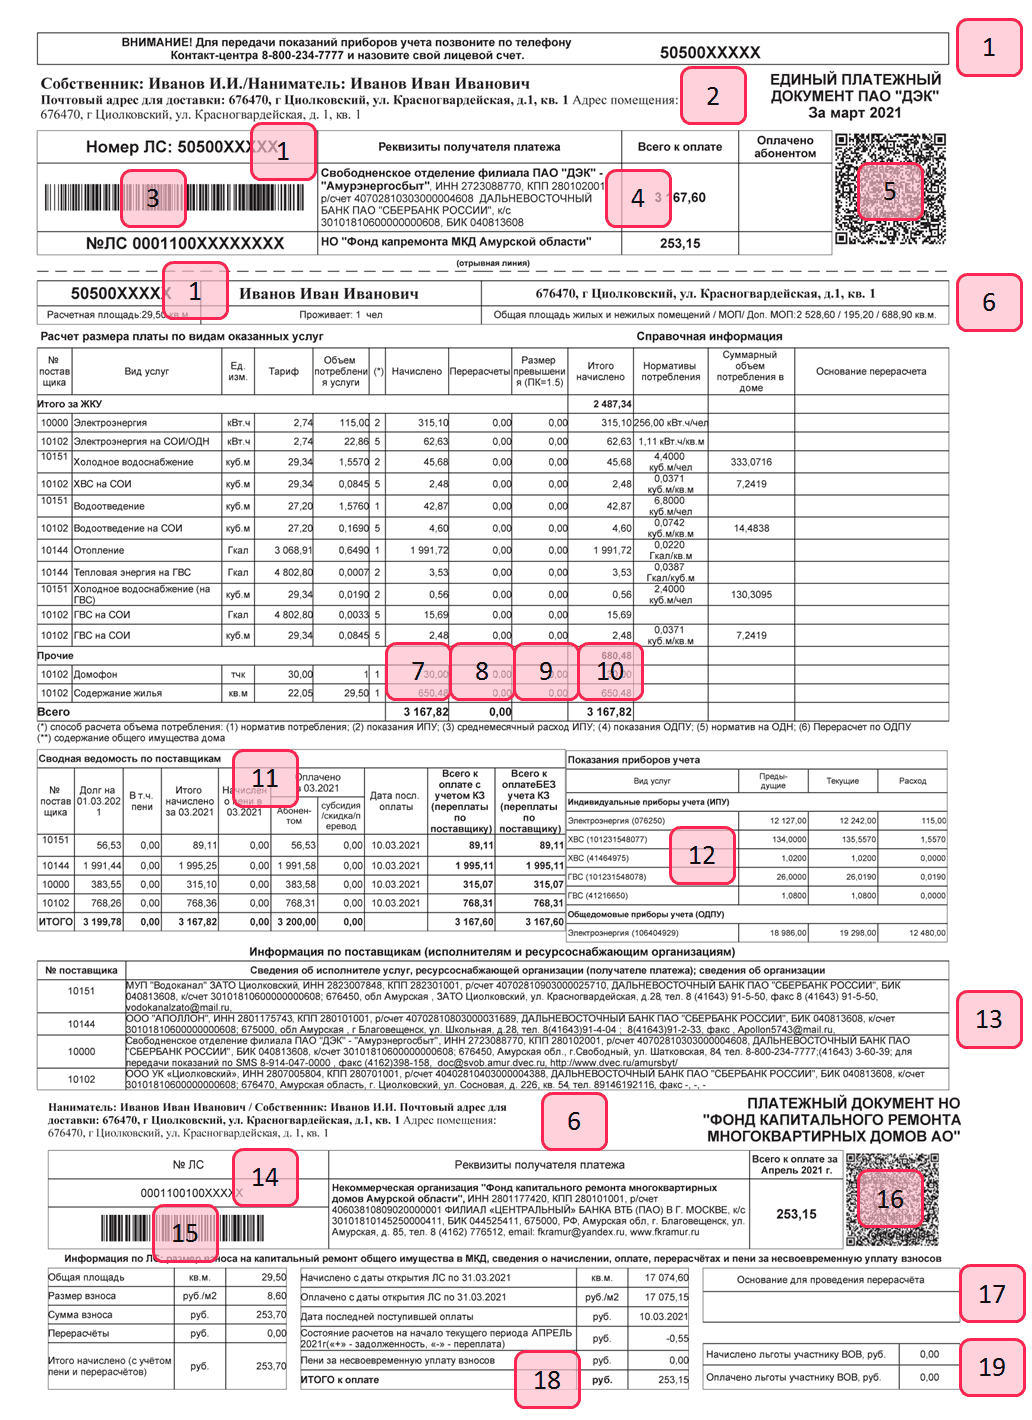 ВНИМАНИЕ! Для передачи показаний приборов учета позвоните по телефону
Контакт-центра 8-800-234-7777 и назовите свой лицевой счет.
50500XXXXX
1
Собственник: Иванов И.И./Наниматель: Иванов Иван Иванович
Почтовый адрес для доставки: 676470, г Циолковский, ул. Красногвардейская, д.1, кв. 1 Адрес помещения:
676470, г Циолковский, ул. Красногвардейская, д. 1, кв. 1
2
ЕДИНЫЙ ПЛАТЕЖНЫЙ
ДОКУМЕНТ ПАО "ДЭК"
За март 2021
Номер ЛС: 50500XXXXX
1
Реквизиты получателя платежа
Всего к оплате
Оплачено абонентом
3
Свободненское отделение филиала ПАО "ДЭК" -
"Амурэнергосбыт", ИНН 2723088770, КПП 280102001
р/счет 40702810303000004608 ДАЛЬНЕВОСТОЧНЫЙ
БАНК ПАО "СБЕРБАНК РОССИИ", к/с
30101810600000000608, БИК 040813608
4
3 167,60
5
№ЛС 0001100XXXXXXXX
НО "Фонд капремонта МКД Амурской области"
253,15
(отрывная линия)
50500XXXXX
1
Иванов Иван Иванович
676470, г Циолковский, ул. Красногвардейская, д.1, кв. 1
6
Расчетная площадь:29,50 кв.м
Проживает: 1 чел
Общая площадь жилых и нежилых помещений / МОП/ Доп. МОП:2 528,60 / 195,20 / 688,90 кв.м.
Расчет размера платы по видам оказанных услуг
Справочная информация
№ поставщика Вид услуг Ед. изм. Тариф Объем потребления услуги (*) Начислено Перерасчеты Размер превышения (ПК=1.5) Итого начислено Нормативы потребления Суммарный объем потребления в доме Основание перерасчета
Итого за ЖКУ 2 487,34
10000 Электроэнергия кВт.ч 2,74 115,00 2 315,10 0,00 0,00 315,10 256,00 кВт.ч/чел
10102 Электроэнергия на СОИ/ОДН кВт.ч 2,74 22,86 5 62,63 0,00 0,00 62,63 1,11 кВт.ч/кв.м
10151 Холодное водоснабжение куб.м 29,34 1,5570 2 45,68 0,00 0,00 45,68 4,4000 куб.м/чел 333,0716
10102 ХВС на СОИ куб.м 29,34 0,0845 5 2,48 0,00 0,00 2,48 0,0371 куб.м/кв.м 7,2419
10151 Водоотведение куб.м 27,20 1,5760 1 42,87 0,00 0,00 42,87 6,8000 куб.м/чел
10102 Водоотведение на СОИ куб.м 27,20 0,1690 5 4,60 0,00 0,00 4,60 0,0742 куб.м/кв.м 14,4838
10144 Отопление Гкал 3 068,91 0,6490 1 1 991,72 0,00 0,00 1 991,72 0,0220 Гкал/кв.м
10144 Тепловая энергия на ГВС Гкал 4 802,80 0,0007 2 3,53 0,00 0,00 3,53 0,0387 Гкал/куб.м
10151 Холодное водоснабжение (на ГВС) куб.м 29,34 0,0190 2 0,56 0,00 0,00 0,56 2,4000 куб.м/чел 130,3095
10102 ГВС на СОИ Гкал 4 802,80 0,0033 5 15,69 0,00 0,00 15,69
10102 ГВС на СОИ куб.м 29,34 0,0845 5 2,48 0,00 0,00 2,48 0,0371 куб.м/кв.м 7,2419
Прочие 680,48
7 8 9 10
10102 Домофон тчк 30,00 1 1 30,00 0,00 0,00 30,00
10102 Содержание жилья кв.м 22,05 29,50 1 650,48 0,00 0,00 650,48
Всего 3 167,82 0,00 3 167,82
(*) способ расчета объема потребления: (1) норматив потребления; (2) показания ИПУ; (3) среднемесячный расход ИПУ; (4) показания ОДПУ; (5) норматив на ОДН; (6) Перерасчет по ОДПУ
(**) содержание общего имущества дома
Сводная ведомость по поставщикам
11
№ поставщика Долг на 01.03.2021 В т.ч. пени Итого начислено за 03.2021 Начислено пени в 03.2021 Оплачено 03.2021 Абонентом субсидия/скидка/перевод Дата посл. оплаты Всего к оплате с учетом КЗ (переплаты по поставщику) Всего к оплатеБЕЗ учета КЗ (переплаты по поставщику)
10151 56,53 0,00 89,11 0,00 56,53 0,00 10.03.2021 89,11 89,11
10144 1 991,44 0,00 1 995,25 0,00 1 991,58 0,00 10.03.2021 1 995,11 1 995,11
10000 383,55 0,00 315,10 0,00 383,58 0,00 10.03.2021 315,07 315,07
10102 768,26 0,00 768,36 0,00 768,31 0,00 10.03.2021 768,31 768,31
ИТОГО 3 199,78 0,00 3 167,82 0,00 3 200,00 0,00 3 167,60 3 167,60
Показания приборов учета
Вид услуг Предыдущие Текущие Расход
Индивидуальные приборы учета (ИПУ)
Электроэнергия (076250) 12 127,00 12 242,00 115,00
ХВС (101231548077) 134,0000 135,5570 1,5570
12
ХВС (41464975) 1,0200 1,0200 0,0000
ГВС (101231548078) 26,0000 26,0190 0,0190
ГВС (41216650) 1,0800 1,0800 0,0000
Общедомовые приборы учета (ОДПУ)
Электроэнергия (106404929) 18 986,00 19 298,00 12 480,00
Информация по поставщикам (исполнителям и ресурсоснабжающим организациям)
№ поставщика Сведения об исполнителе услуг, ресурсоснабжающей организации (получателе платежа); сведения об организации
10151 МУП "Водоканал" ЗАТО Циолковский, ИНН 2823007848, КПП 282301001, р/счет 40702810903000025710, ДАЛЬНЕВОСТОЧНЫЙ БАНК ПАО "СБЕРБАНК РОССИИ", БИК
040813608, к/счет 30101810600000000608; 676450, обл Амурская , ЗАТО Циолковский, ул. Красногвардейская, д.28, тел. 8 (41643) 91-5-50, факс 8 (41643) 91-5-50,
vodokanalzato@mail.ru,
13
10144 ООО "АПОЛЛОН", ИНН 2801175743, КПП 280101001, р/счет 40702810803000031689, ДАЛЬНЕВОСТОЧНЫЙ БАНК ПАО "СБЕРБАНК РОССИИ", БИК 040813608, к/счет
30101810600000000608; 675000, обл Амурская , г Благовещенск, ул. Школьная, д.28, тел. 8(41643)91-4-04 ; 8(41643)91-2-33, факс , Apollon5743@mail.ru,
10000 Свободненское отделение филиала ПАО "ДЭК" - "Амурэнергосбыт", ИНН 2723088770, КПП 280102001, р/счет 40702810303000004608, ДАЛЬНЕВОСТОЧНЫЙ БАНК ПАО
"СБЕРБАНК РОССИИ", БИК 040813608, к/счет 30101810600000000608; 676450, Амурская обл., г.Свободный, ул. Шатковская, 84, тел. 8-800-234-7777;(41643) 3-60-39; для
передачи показаний по SMS 8-914-047-0000 , факс (4162)398-158, doc@svob.amur.dvec.ru, http://www.dvec.ru/amursbyt/
10102 ООО УК «Циолковский», ИНН 2807005804, КПП 280701001, р/счет 40402810403000004388, ДАЛЬНЕВОСТОЧНЫЙ БАНК ПАО "СБЕРБАНК РОССИИ", БИК 040813608, к/счет
30101810600000000608; 676470, Амурская область, г. Циолковский, ул. Сосновая, д. 226, кв. 54, тел. 89146192116, факс -, -, -
Наниматель: Иванов Иван Иванович / Собственник: Иванов И.И. Почтовый адрес для
доставки: 676470, г Циолковский, ул. Красногвардейская, д.1, кв. 1 Адрес помещения:
676470, г Циолковский, ул. Красногвардейская, д. 1, кв. 1
6
ПЛАТЕЖНЫЙ ДОКУМЕНТ НО
"ФОНД КАПИТАЛЬНОГО РЕМОНТА
МНОГОКВАРТИРНЫХ ДОМОВ АО"
№ ЛС
14
0001100100XXXXX
15
Реквизиты получателя платежа
Некоммерческая организация "Фонд капитального ремонта многоквартирных
домов Амурской области", ИНН 2801177420, КПП 280101001, р/счет
40603810809020000001 ФИЛИАЛ «ЦЕНТРАЛЬНЫЙ» БАНКА ВТБ (ПАО) В Г. МОСКВЕ, к/с
30101810145250000411, БИК 044525411, 675000, РФ, Амурская обл, г. Благовещенск, ул.
Амурская, д. 85, тел. 8 (4162) 776512, email: fkramur@yandex.ru, www.fkramur.ru
Всего к оплате за
Апрель 2021 г.
253,15
16
Информация по ЛС: размер взноса на капитальный ремонт общего имущества в МКД, сведения о начислении, оплате, перерасчётах и пени за несвоевременную уплату взносов
Общая площадь кв.м. 29,50
Размер взноса руб./м2 8,60
Сумма взноса руб. 253,70
Перерасчёты руб. 0,00
Итого начислено (с учётом пени и перерасчётов) руб. 253,70
Начислено с даты открытия ЛС по 31.03.2021 кв.м. 17 074,60
Оплачено с даты открытия ЛС по 31.03.2021 руб./м2 17 075,15
Дата последней поступившей оплаты руб. 10.03.2021
Состояние расчетов на начало текущего периода АПРЕЛЬ
2021г(«+» - задолженность, «-» - переплата) руб. -0,55
Пени за несвоевременную уплату взносов руб. 0,00
ИТОГО к оплате руб. 253,15
18
Основание для проведения перерасчёта
17
Начислено льготы участнику ВОВ, руб. 0,00
Оплачено льготы участнику ВОВ, руб. 0,00
19